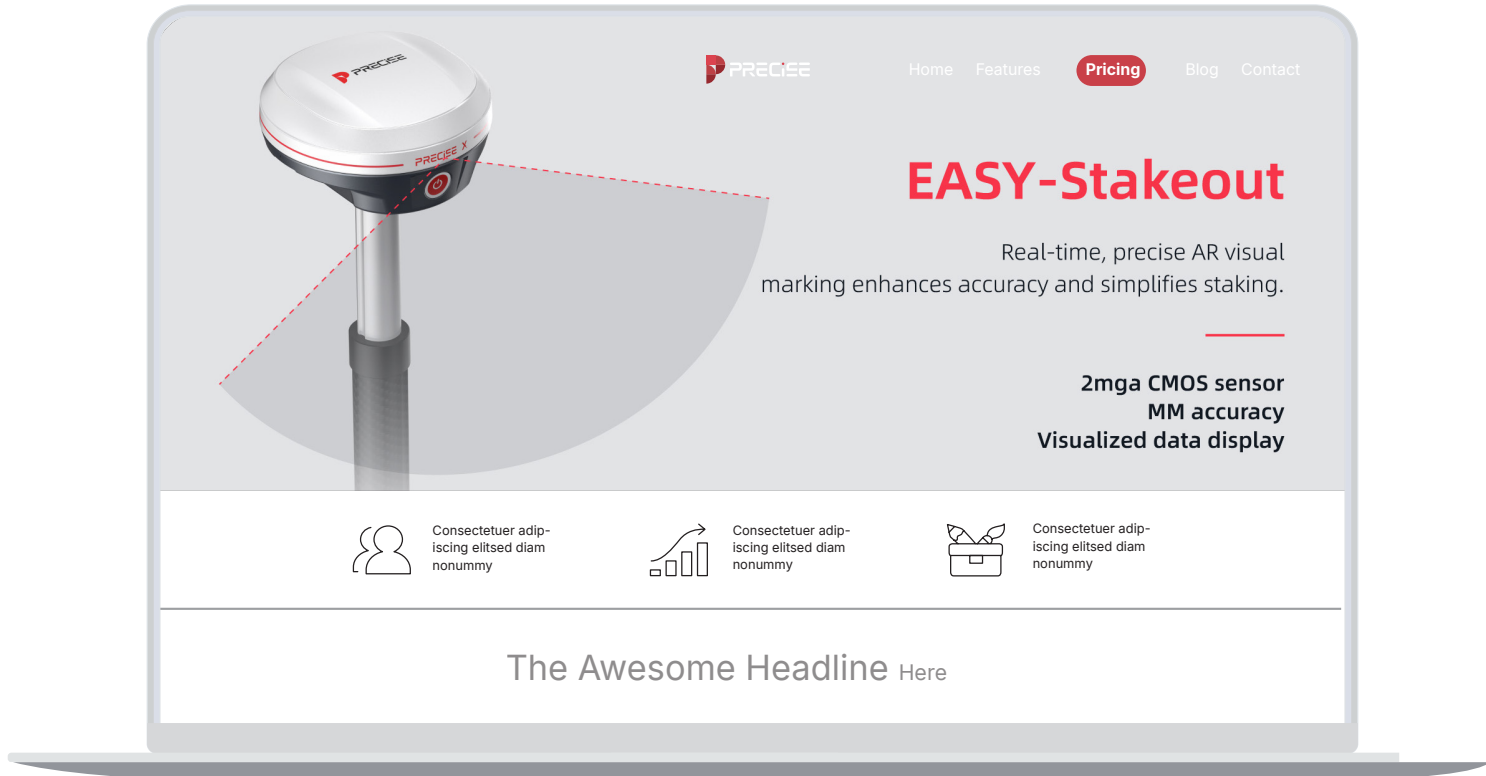 PRECISE
PRECISE X
PRECISE
Home Features Pricing Blog Contact
EASY-Stakeout
Real-time, precise AR visual
marking enhances accuracy and simplifies staking.
2mga CMOS sensor
MM accuracy
Visualized data display
Consectetuer adip-
iscing elitsed diam
nonummy
Consectetuer adip-
iscing elitsed diam
nonummy
Consectetuer adip-
iscing elitsed diam
nonummy
The Awesome Headline Here